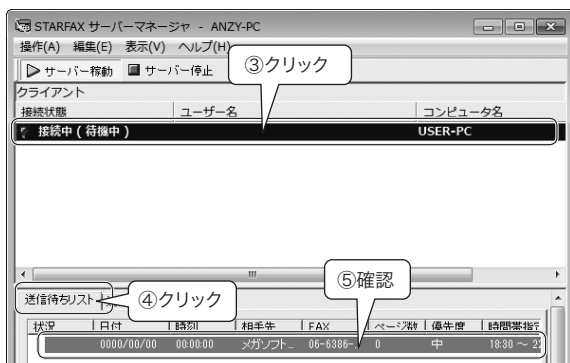 STARFAX サーバーマネージャ - ANZY-PC
操作(A) 編集(E) 表示(V) ヘルプ(H)
サーバー稼動 サーバー停止
③クリック
クライアント
接続状態 ユーザー名 コンピュータ名
接続中 ( 待機中 ) USER-PC
⑤確認
送信待ちリスト
④クリック
状況 日付 時刻 相手先 FAX ページ数 優先度 時間帯指
0000/00/00 00:00:00 メガソフト... 06-6386-... 0 中 18:30 ～ 2